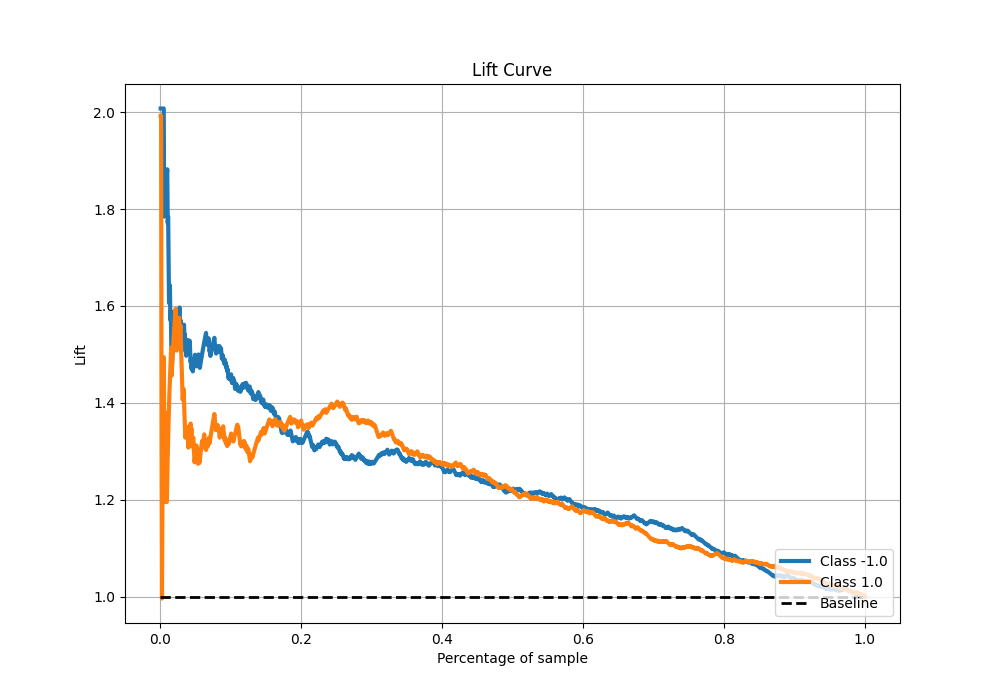 Lift Curve
2.0
1.8
1.6
1.4
1.2
1.0
Lift
0.0 0.2 0.4 0.6 0.8 1.0
Percentage of sample
Class -1.0
Class 1.0
Baseline